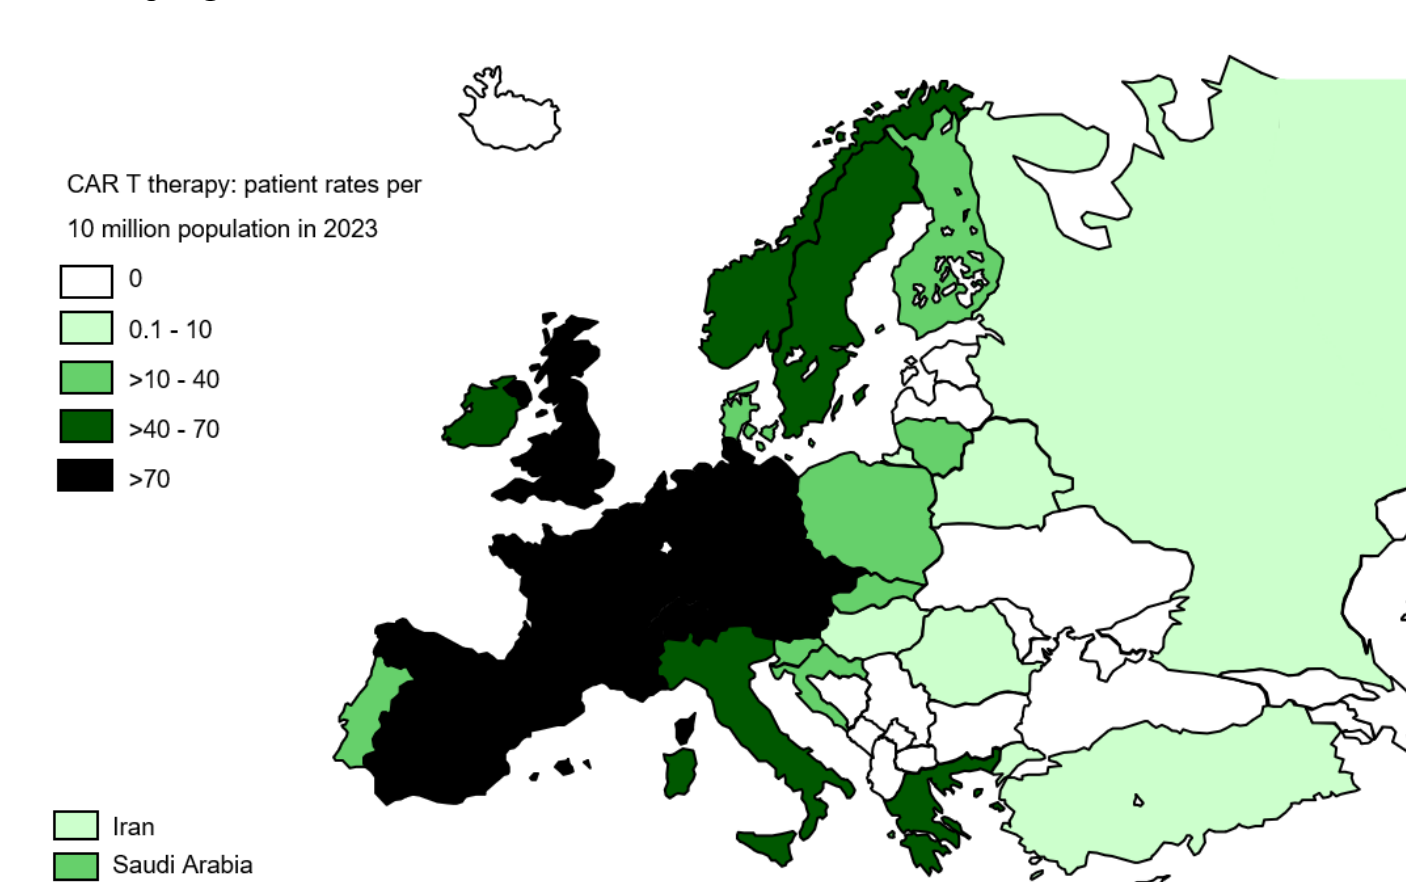 CAR T therapy: patient rates per
10 million population in 2023
0
0.1 - 10
>10 - 40
>40 - 70
>70
Iran
Saudi Arabia